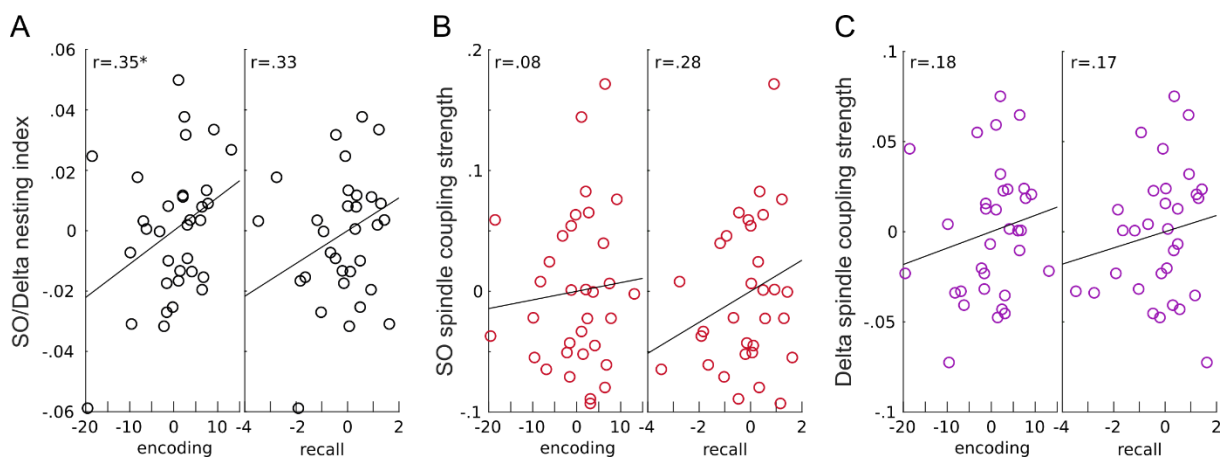 A
SO/Delta nesting index
.06
.04
.02
0
-.02
-.04
-.06
r=.35*
r=.33
-20
-10
0
10
-4
-2
0
2
encoding
recall
B
SO spindle coupling strength
.2
0.1
0
-.1
r=.08
r=.28
-20
-10
0
10
-4
-2
0
2
encoding
recall
C
Delta spindle coupling strength
.1
0.05
0
-0.05
-.1
r=.18
r=.17
-20
-10
0
10
-4
-2
0
2
encoding
recall